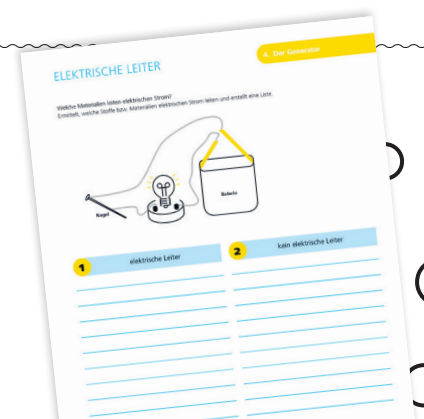 4. Der Generator
ELEKTRISCHE LEITER
Welche Materialien leiten elektrischen Strom?
Ermittelt, welche Stoffe bzw. Materialien elektrischen Strom leiten und erstellt eine Liste.
Batterie
Nagel
1 elektrische Leiter
2 kein elektrische Leiter